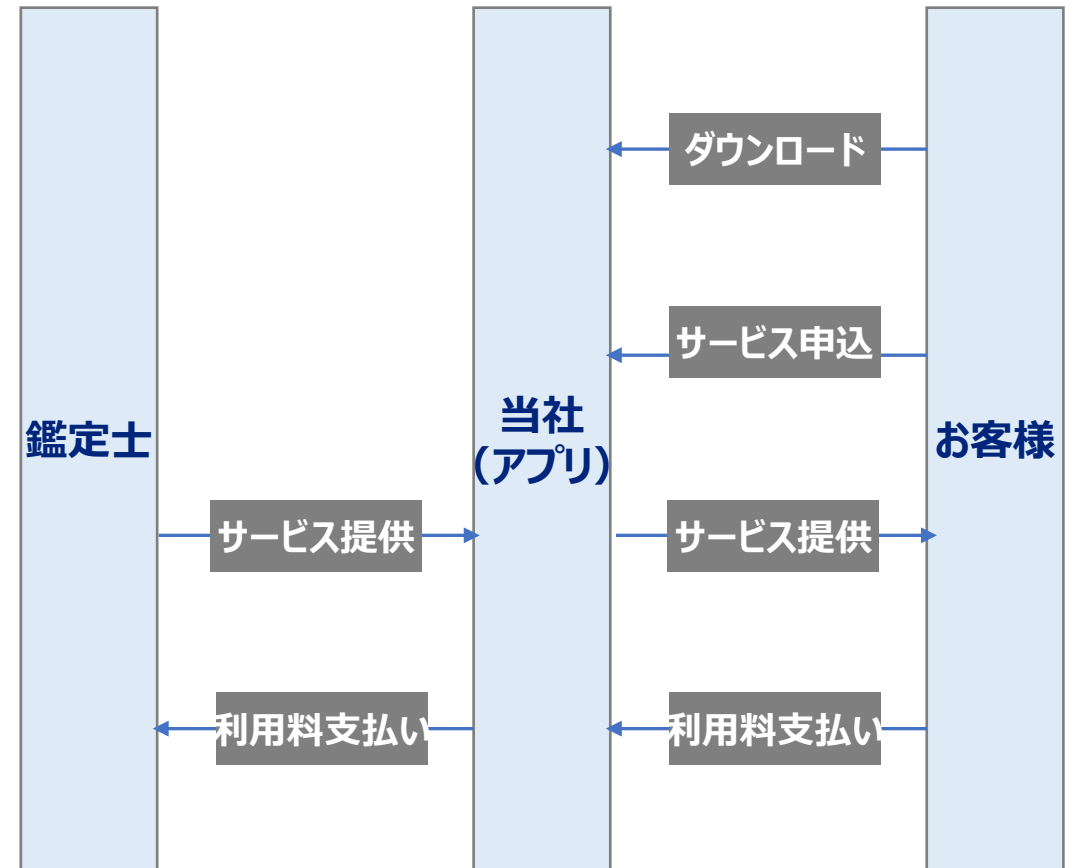 ダウンロード
サービス申込
鑑定士
当社
（アプリ）
お客様
サービス提供
サービス提供
利用料支払い
利用料支払い